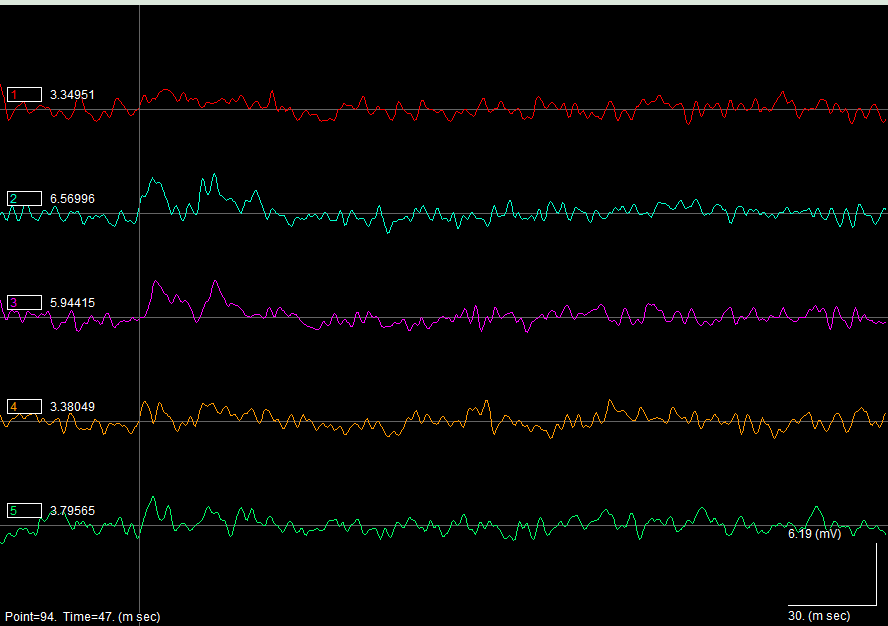 1 3.34951
2 6.56996
3 5.94415
4 3.38049
5 3.79565
6.19 (mV)
30. (m sec)
Point=94. Time=47. (m sec)